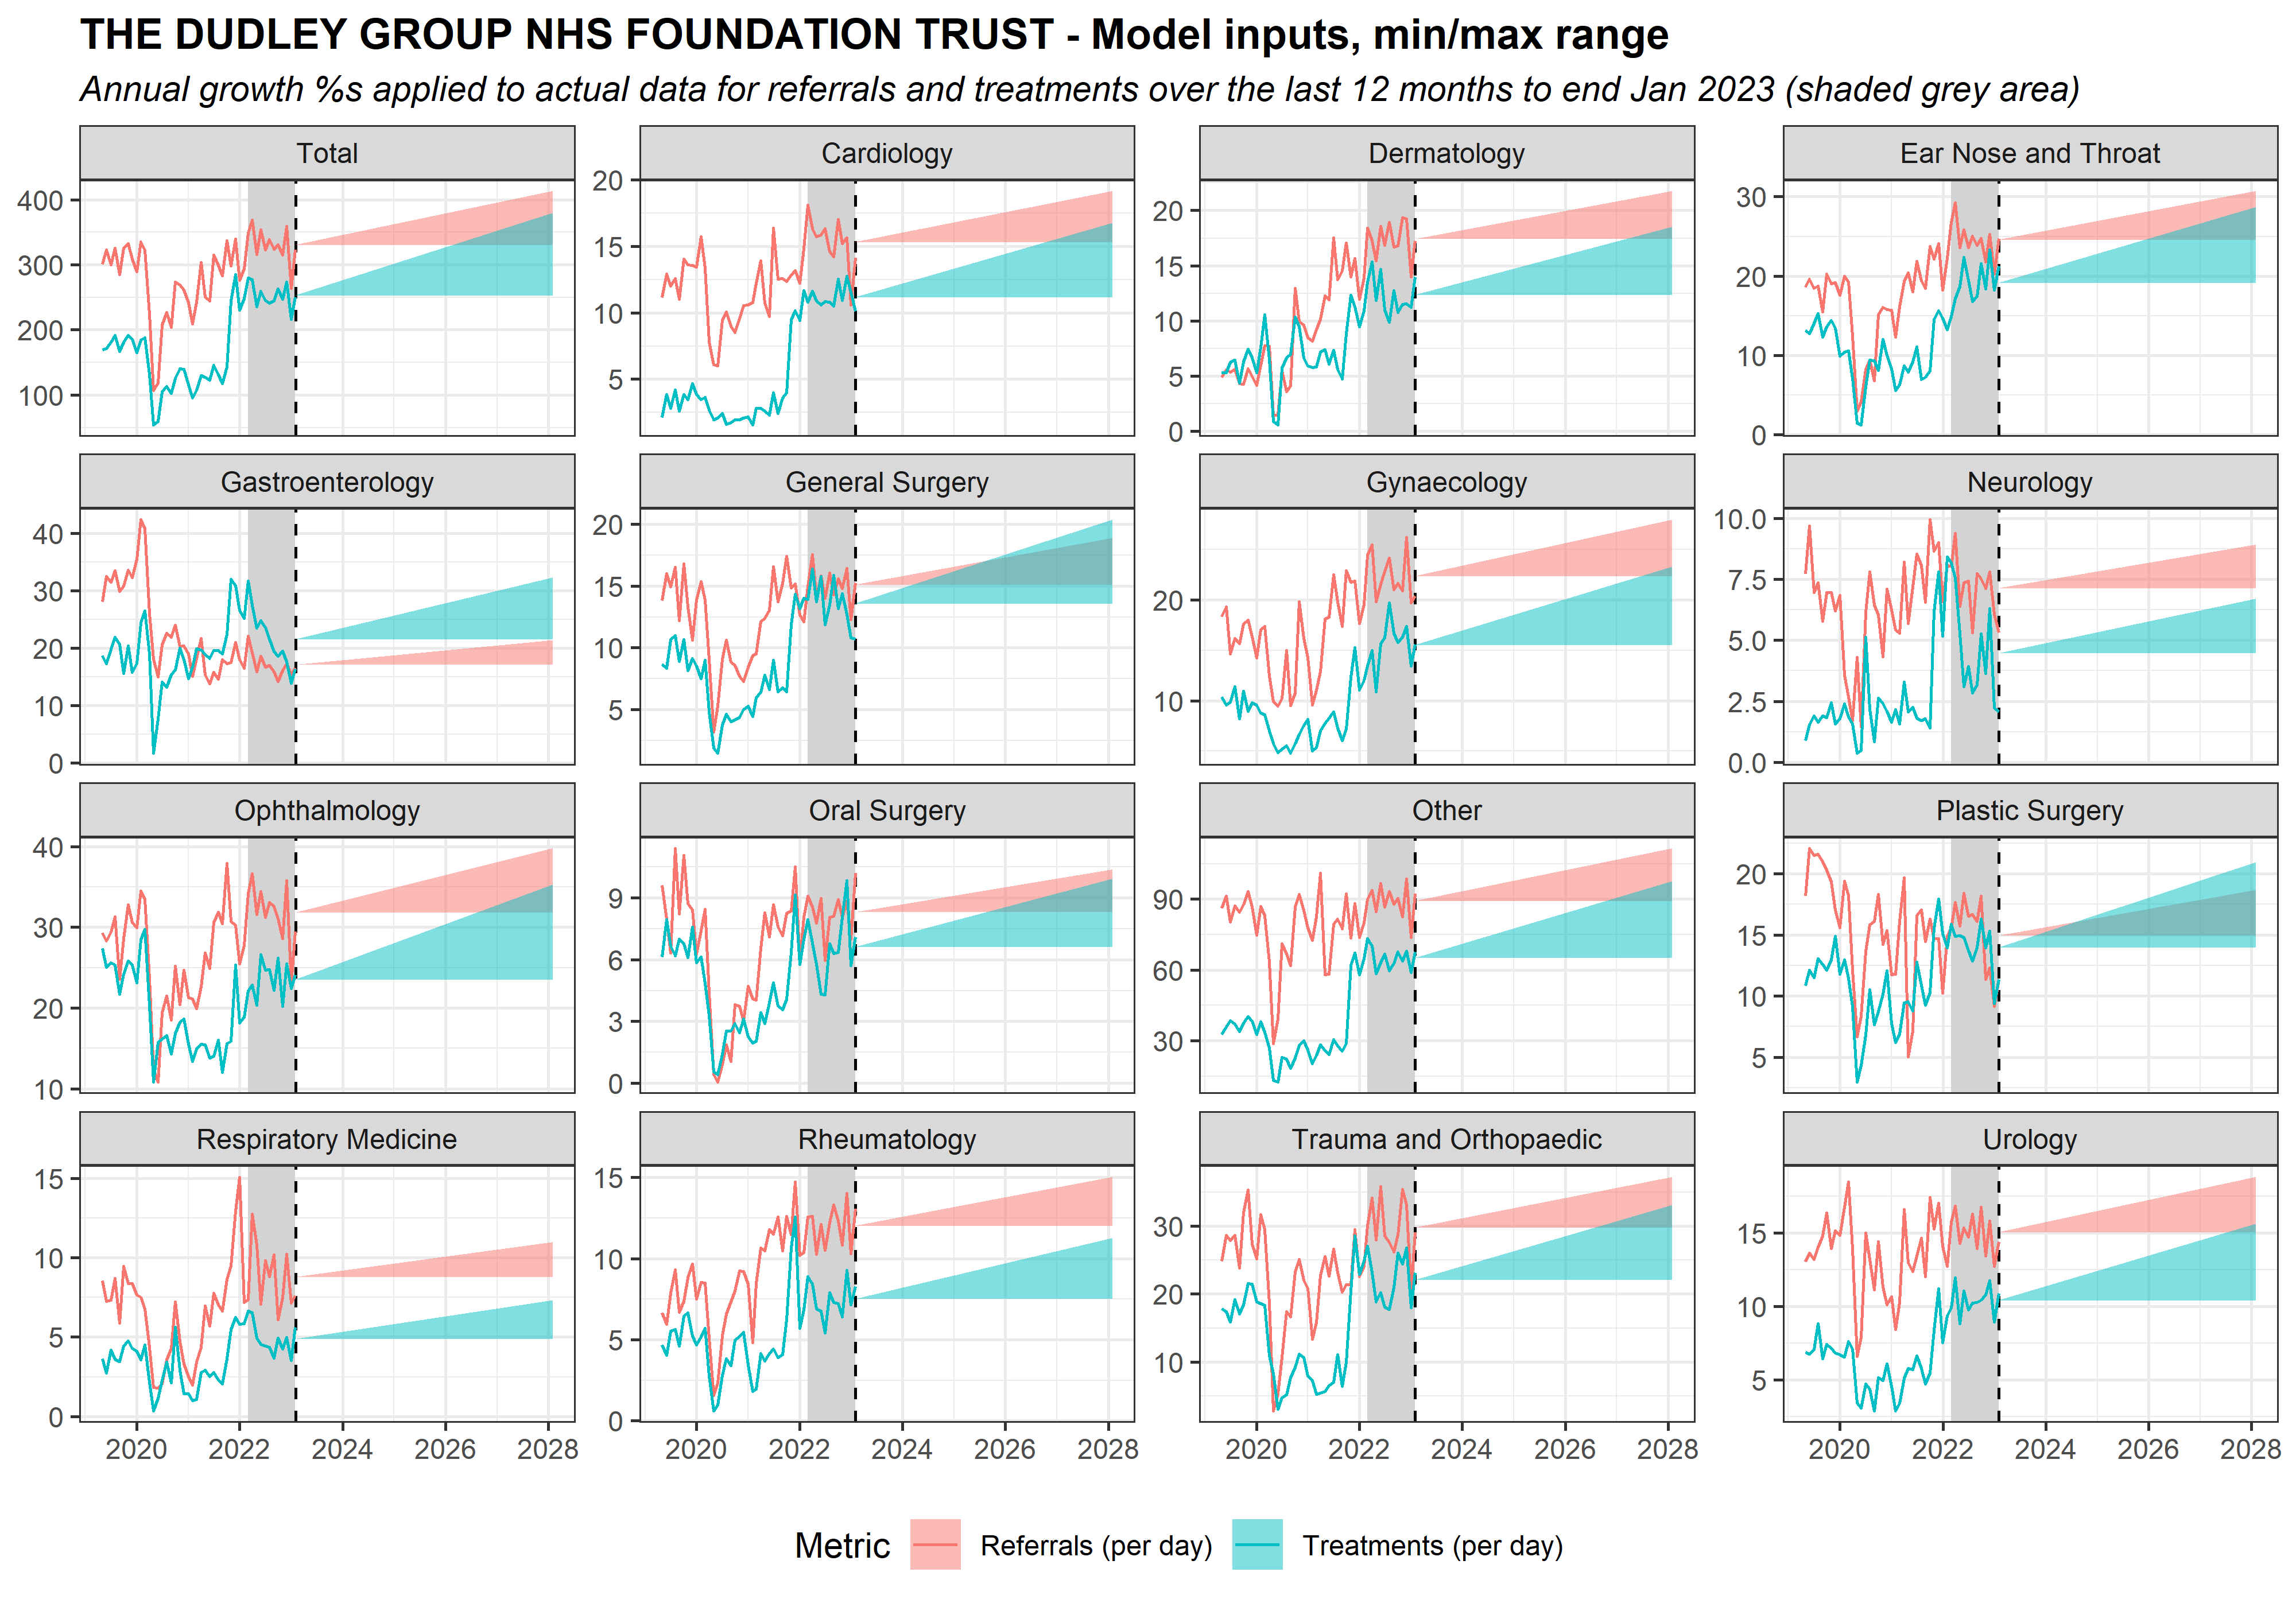 THE DUDLEY GROUP NHS FOUNDATION TRUST - Model inputs, min/max range
Annual growth %s applied to actual data for referrals and treatments over the last 12 months to end Jan 2023 (shaded grey area)
Total
Cardiology
Dermatology
Ear Nose and Throat
400
300
200
100
20
15
10
5
20
15
10
5
0
30
20
10
0
Gastroenterology
General Surgery
Gynaecology
Neurology
40
30
20
10
0
20
15
10
5
20
10
10.0
7.5
5.0
2.5
0.0
Ophthalmology
Oral Surgery
Other
Plastic Surgery
40
30
20
10
9
6
3
0
90
60
30
20
15
10
5
Respiratory Medicine
Rheumatology
Trauma and Orthopaedic
Urology
15
10
5
0
15
10
5
0
30
20
10
15
10
5
2020 2022 2024 2026 2028
2020 2022 2024 2026 2028
2020 2022 2024 2026 2028
2020 2022 2024 2026 2028
Metric Referrals (per day) Treatments (per day)